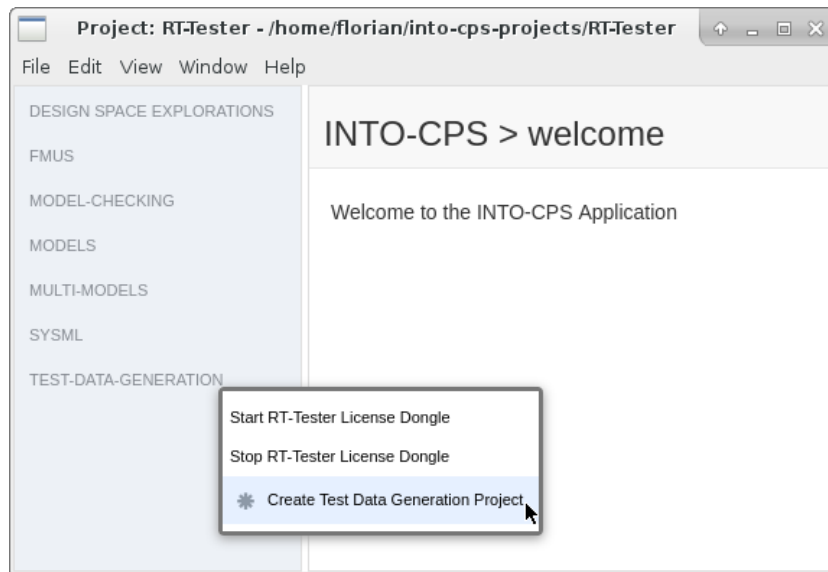 Project: RT-Tester - /home/florian/into-cps-projects/RT-Tester
File Edit View Window Help
DESIGN SPACE EXPLORATIONS
FMUS
MODEL-CHECKING
MODELS
MULTI-MODELS
SYSML
TEST-DATA-GENERATION
INTO-CPS > welcome
Welcome to the INTO-CPS Application
Start RT-Tester License Dongle
Stop RT-Tester License Dongle
Create Test Data Generation Project